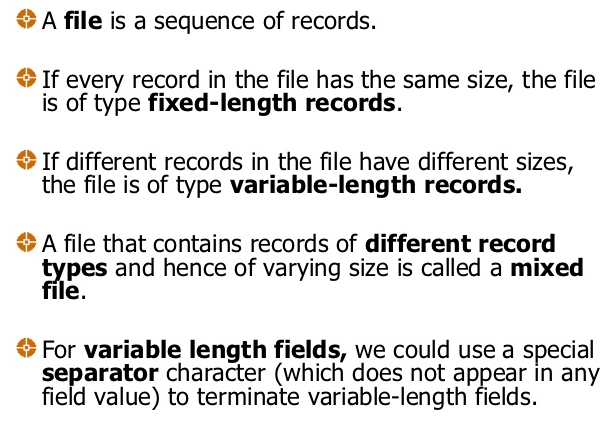 A file is a sequence of records.
If every record in the file has the same size, the file
is of type fixed-length records.
If different records in the file have different sizes,
the file is of type variable-length records.
A file that contains records of different record
types and hence of varying size is called a mixed
file.
For variable length fields, we could use a special
separator character (which does not appear in any
field value) to terminate variable-length fields.